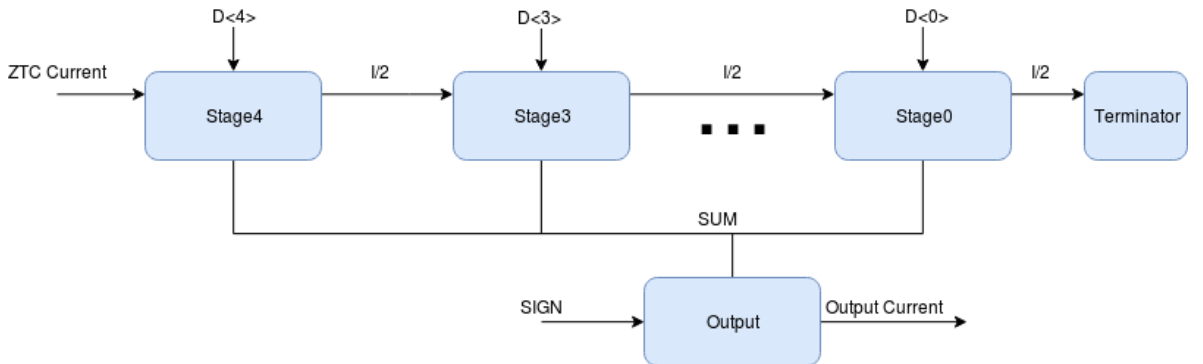 D<4>
D<3>
D<0>
ZTC Current
I/2
I/2
I/2
Stage4
Stage3
Stage0
Terminator
SUM
SIGN
Output
Output Current